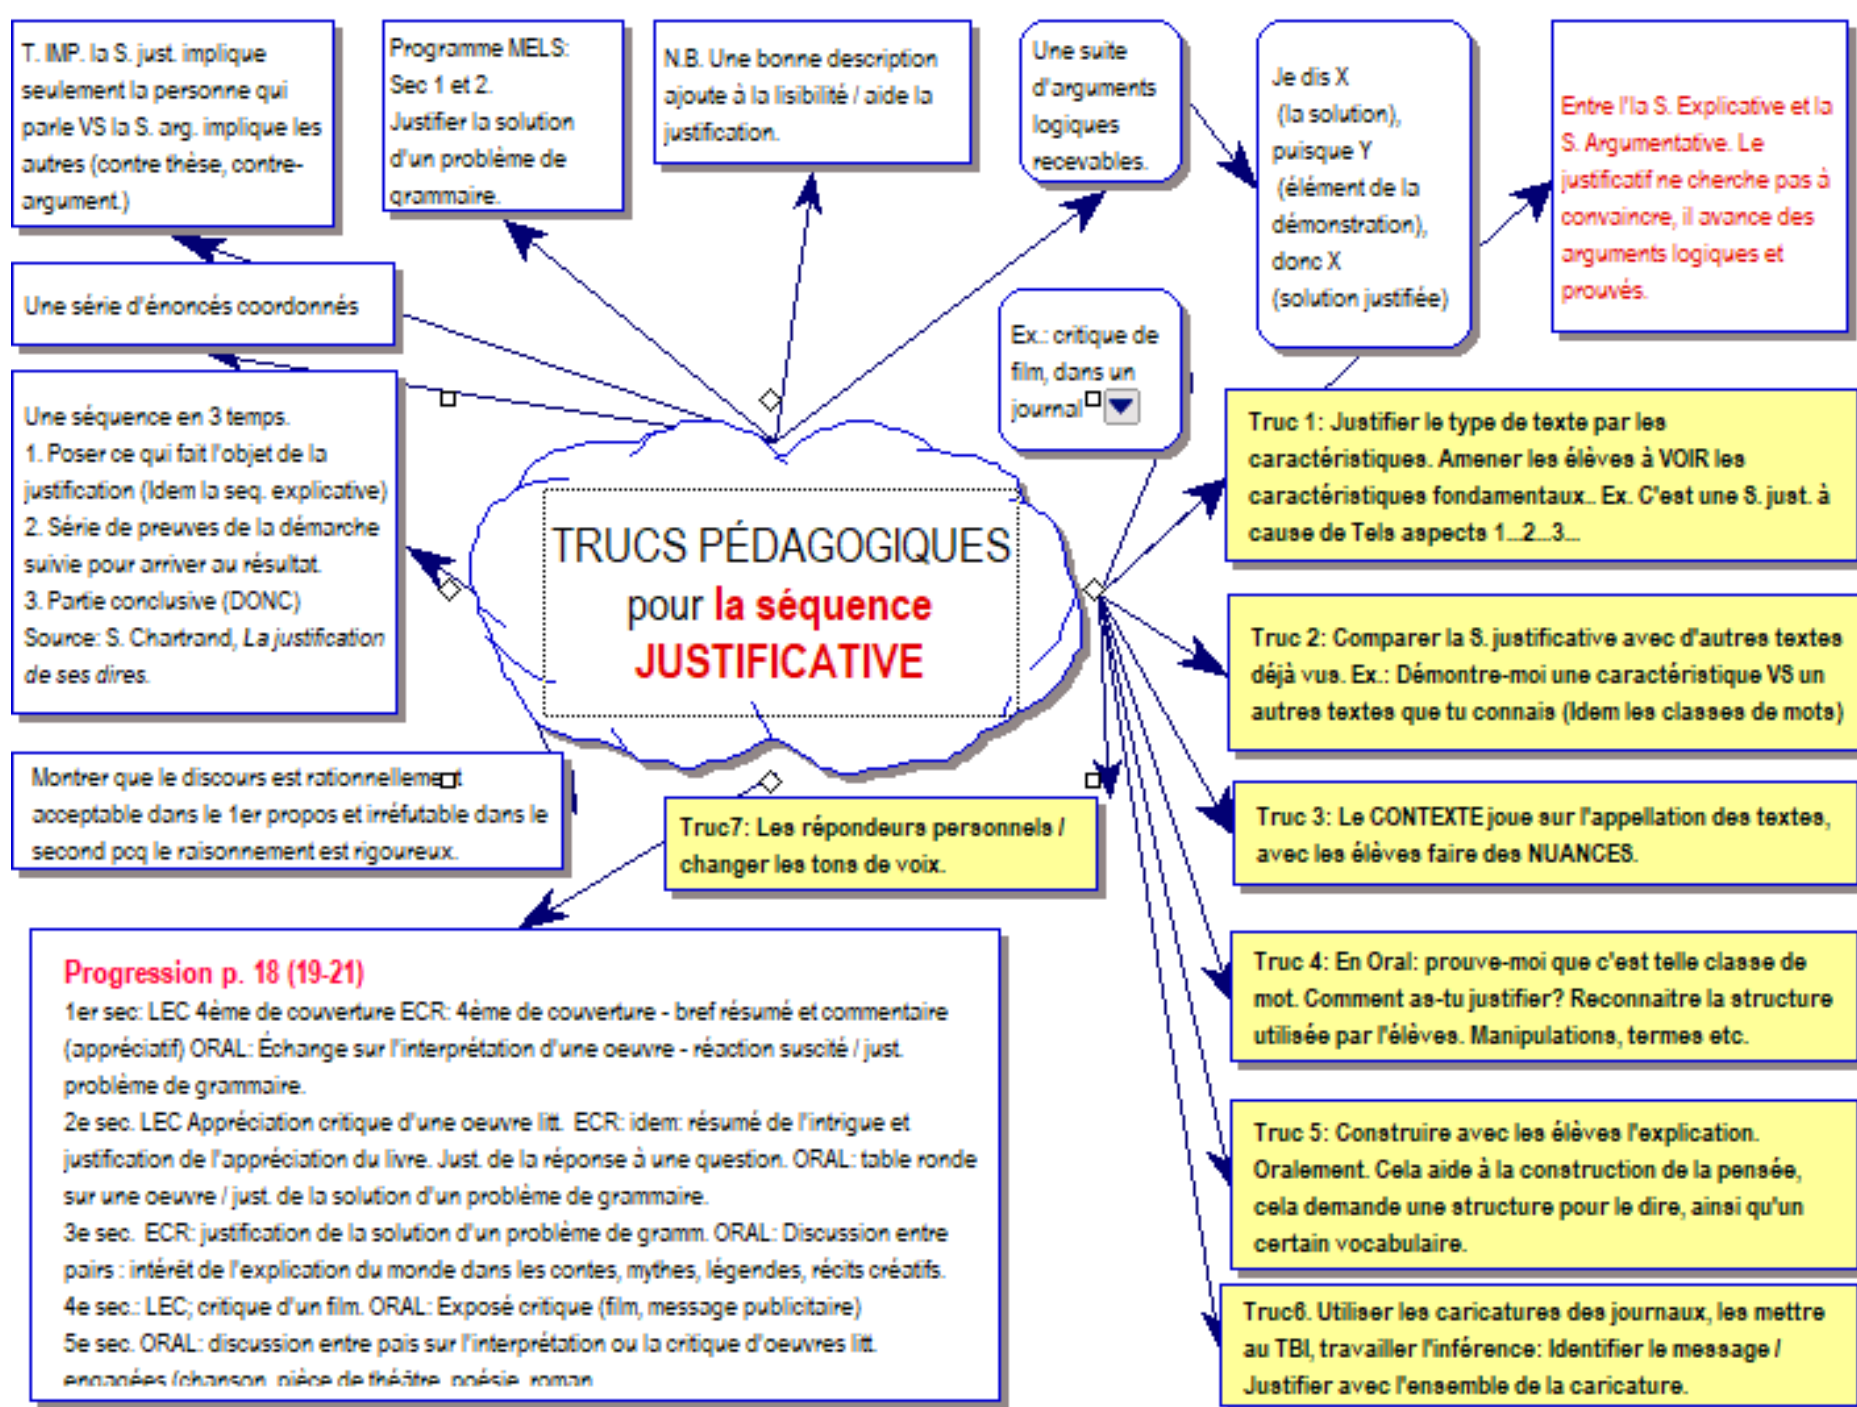 T. IMP. la S. just. implique
seulement la personne qui
parle VS la S. arg. implique les
autres (contre thèse, contre-
argument.)
Programme MELS:
Sec 1 et 2.
Justifier la solution
d'un problème de
grammaire.
N.B. Une bonne description
ajoute à la lisibilité / aide la
justification.
Une suite
d'arguments
logiques
recevables.
Je dis X
(la solution),
puisque Y
(élément de la
démonstration),
donc X
(solution justifiée)
Entre l'la S. Explicative et la
S. Argumentative. Le
justificatif ne cherche pas à
convaincre, il avance des
arguments logiques et
prouvés.
Une série d'énoncés coordonnés
Ex.: critique de
film, dans un
journal
Une séquence en 3 temps.
1. Poser ce qui fait l'objet de la
justification (Idem la seq. explicative)
2. Série de preuves de la démarche
suivie pour arriver au résultat.
3. Partie conclusive (DONC)
Source: S. Chartrand, La justification
de ses dires.
TRUCS PÉDAGOGIQUES
pour la séquence
JUSTIFICATIVE
Montrer que le discours est rationnellement
acceptable dans le 1er propos et irréfutable dans le
second pcq le raisonnement est rigoureux.
Truc 1: Justifier le type de texte par les
caractéristiques. Amener les élèves à VOIR les
caractéristiques fondamentaux.. Ex. C'est une S. just. à
cause de Tels aspects 1...2...3...
Truc 2: Comparer la S. justificative avec d'autres textes
déjà vus. Ex.: Démontre-moi une caractéristique VS un
autres textes que tu connais (Idem les classes de mots)
Truc 3: Le CONTEXTE joue sur l'appellation des textes,
avec les élèves faire des NUANCES.
Truc 4: En Oral: prouve-moi que c'est telle classe de
mot. Comment as-tu justifier? Reconnaitre la structure
utilisée par l'élèves. Manipulations, termes etc.
Truc 5: Construire avec les élèves l'explication.
Oralement. Cela aide à la construction de la pensée,
cela demande une structure pour le dire, ainsi qu'un
certain vocabulaire.
Truc6. Utiliser les caricatures des journaux, les mettre
au TBI, travailler l'inférence: Identifier le message /
Justifier avec l'ensemble de la caricature.
Truc7: Les répondeurs personnels /
changer les tons de voix.
Progression p. 18 (19-21)
1er sec: LEC 4ème de couverture ECR: 4ème de couverture - bref résumé et commentaire
(appréciatif) ORAL: Échange sur l'interprétation d'une oeuvre - réaction suscité / just.
problème de grammaire.
2e sec. LEC Appréciation critique d'une oeuvre litt. ECR: idem: résumé de l'intrigue et
justification de l'appréciation du livre. Just. de la réponse à une question. ORAL: table ronde
sur une oeuvre / just. de la solution d'un problème de grammaire.
3e sec. ECR: justification de la solution d'un problème de gramm. ORAL: Discussion entre
pairs : intérêt de l'explication du monde dans les contes, mythes, légendes, récits créatifs.
4e sec.: LEC; critique d'un film. ORAL: Exposé critique (film, message publicitaire)
5e sec. ORAL: discussion entre pais sur l'interprétation ou la critique d'oeuvres litt.
engagées (chanson, pièce de théâtre, poésie, roman